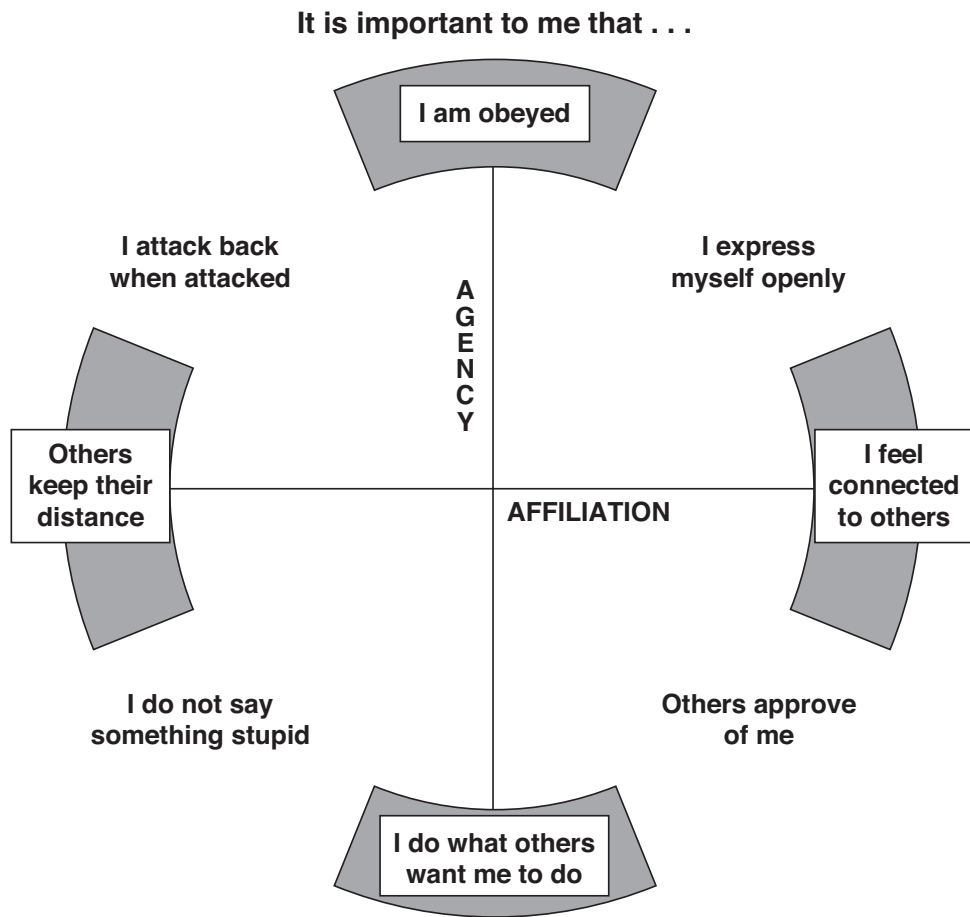 It is important to me that . . .
I am obeyed
I attack back
when attacked
I express
myself openly
AGENCY
Others
keep their
distance
AFFILIATION
I feel
connected
to others
I do not say
something stupid
Others approve
of me
I do what others
want me to do